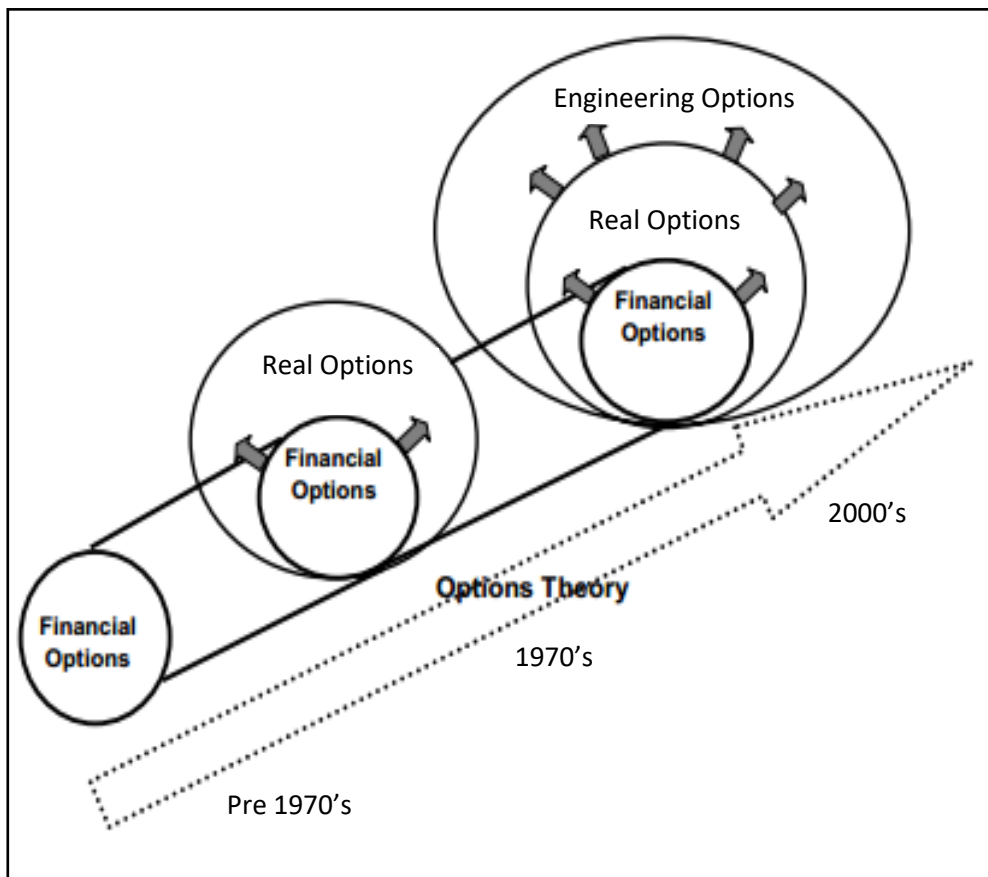 Engineering Options
Real Options
Financial
Options
Real Options
Financial
Options
2000's
Options Theory
Financial
Options
1970's
Pre 1970's